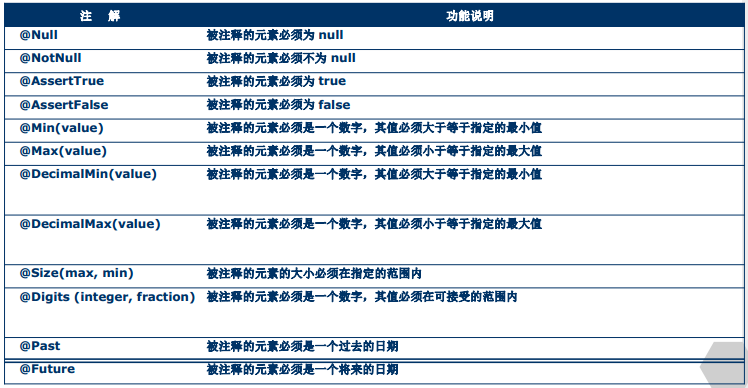 注 解 功能说明
@Null 被注释的元素必须为 null
@NotNull 被注释的元素必须不为 null
@AssertTrue 被注释的元素必须为 true
@AssertFalse 被注释的元素必须为 false
@Min(value) 被注释的元素必须是一个数字，其值必须大于等于指定的最小值
@Max(value) 被注释的元素必须是一个数字，其值必须小于等于指定的最大值
@DecimalMin(value) 被注释的元素必须是一个数字，其值必须大于等于指定的最小值
@DecimalMax(value) 被注释的元素必须是一个数字，其值必须小于等于指定的最大值
@Size(max, min) 被注释的元素的大小必须在指定的范围内
@Digits (integer, fraction) 被注释的元素必须是一个数字，其值必须在可接受的范围内
@Past 被注释的元素必须是一个过去的日期
@Future 被注释的元素必须是一个将来的日期